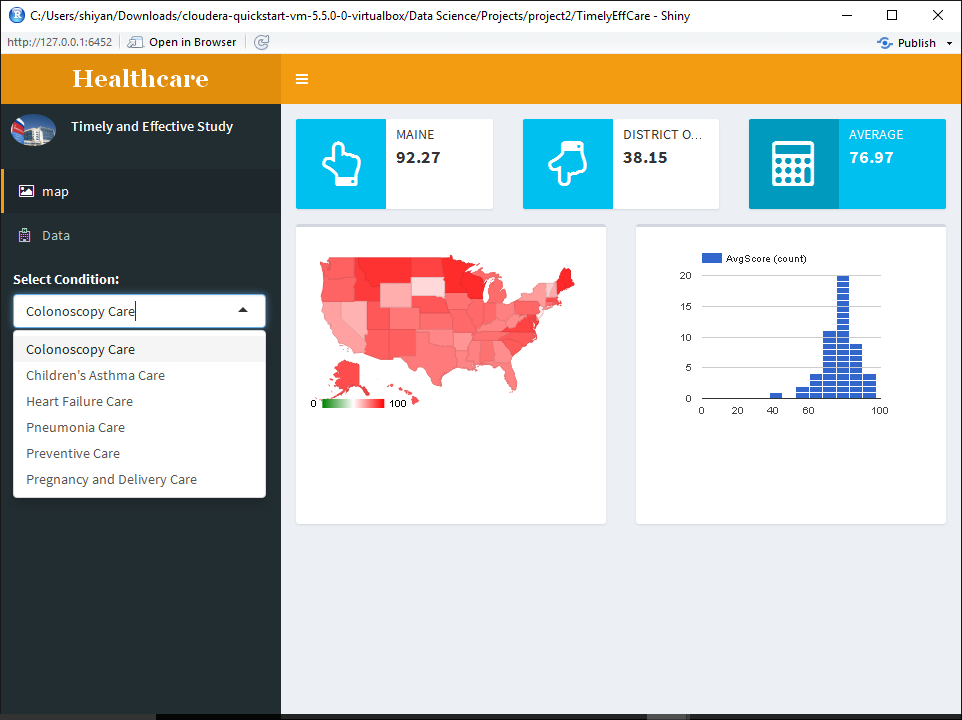 C:/Users/shiyan/Downloads/cloudera-quickstart-vm-5.5.0-0-virtualbox/Data Science/Projects/project2/TimelyEffCare - Shiny
http://127.0.0.1:6452
Open in Browser
Publish
Healthcare
Timely and Effective Study
map
Data
Select Condition:
Colonoscopy Care
Colonoscopy Care
Children's Asthma Care
Heart Failure Care
Pneumonia Care
Preventive Care
Pregnancy and Delivery Care
MAINE
92.27
DISTRICT O...
38.15
AVERAGE
76.97
0 100
AvgScore (count)
20
15
10
5
0
0 20 40 60 100